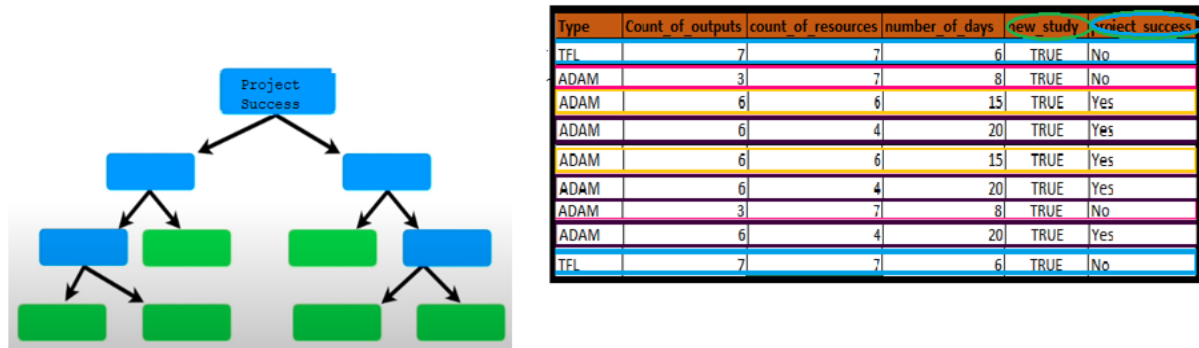 Project
Success
Type Count_of_outputs count_of_resources number_of_days new_study project_success
TFL 7 7 6 TRUE No
ADAM 3 7 8 TRUE No
ADAM 6 6 15 TRUE Yes
ADAM 6 4 20 TRUE Yes
ADAM 6 6 15 TRUE Yes
ADAM 6 4 20 TRUE Yes
ADAM 3 7 8 TRUE No
ADAM 6 4 20 TRUE Yes
TFL 7 7 6 TRUE No